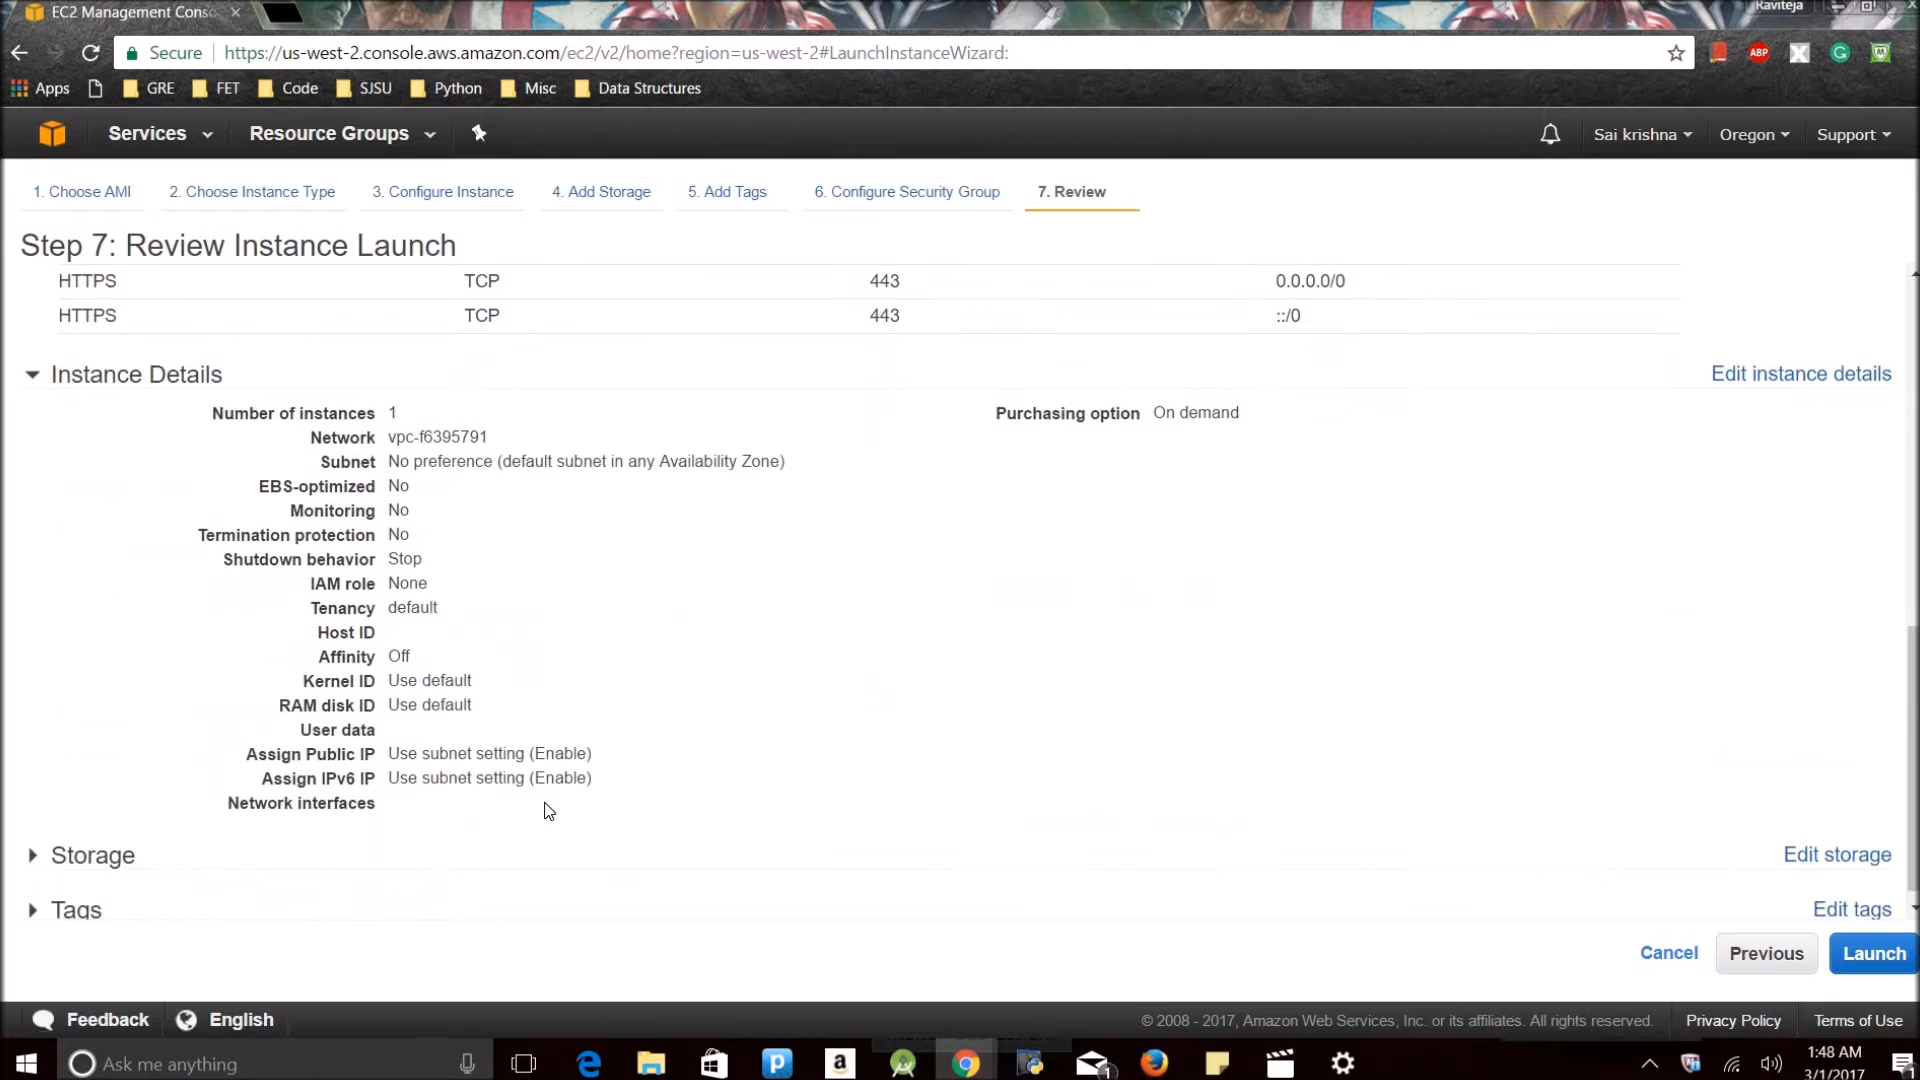 EC2 Management Conso
Raviteja
Secure https://us-west-2.console.aws.amazon.com/ec2/v2/home?region=us-west-2#LaunchInstanceWizard:
ABP
Apps GRE FET Code SJSU Python Misc Data Structures
Services Resource Groups Sai krishna Oregon Support
1. Choose AMI 2. Choose Instance Type 3. Configure Instance 4. Add Storage 5. Add Tags 6. Configure Security Group 7. Review
Step 7: Review Instance Launch
HTTPS TCP 443 0.0.0.0/0
HTTPS TCP 443 ::/0
Instance Details Edit instance details
Number of instances 1 Purchasing option On demand
Network vpc-f6395791
Subnet No preference (default subnet in any Availability Zone)
EBS-optimized No
Monitoring No
Termination protection No
Shutdown behavior Stop
IAM role None
Tenancy default
Host ID
Affinity Off
Kernel ID Use default
RAM disk ID Use default
User data
Assign Public IP Use subnet setting (Enable)
Assign IPv6 IP Use subnet setting (Enable)
Network interfaces
Storage Edit storage
Tags Edit tags
Cancel Previous Launch
Feedback English © 2008 - 2017, Amazon Web Services, Inc. or its affiliates. All rights reserved. Privacy Policy Terms of Use
Ask me anything 1:48 AM
3/1/2017